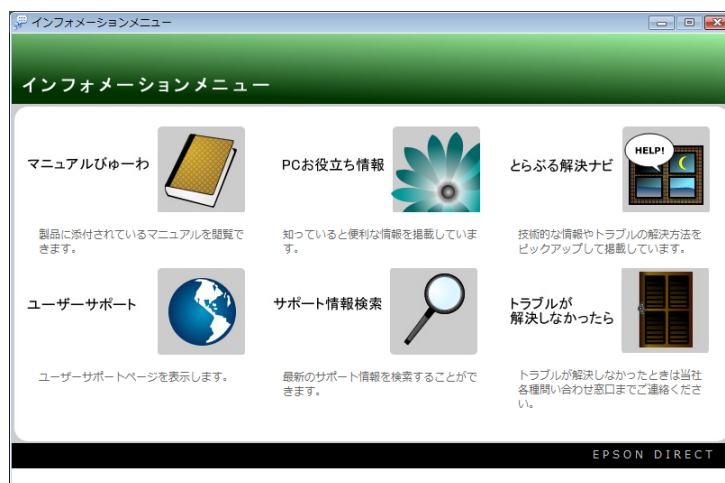 インフォメーションメニュー
インフォメーションメニュー
マニュアルびゅーわ
製品に添付されているマニュアルを閲覧で
きます。
PCお役立ち情報
知っていると便利な情報を掲載していま
す。
とらぶる解決ナビ
HELP!
技術的な情報やトラブルの解決方法を
ピックアップして掲載しています。
ユーザーサポート
ユーザーサポートページを表示します。
サポート情報検索
最新のサポート情報を検索することがで
きます。
トラブルが
解決しなかったら
トラブルが解決しなかったときは当社
各種問い合わせ窓口までご連絡くださ
い。
EPSON DIRECT